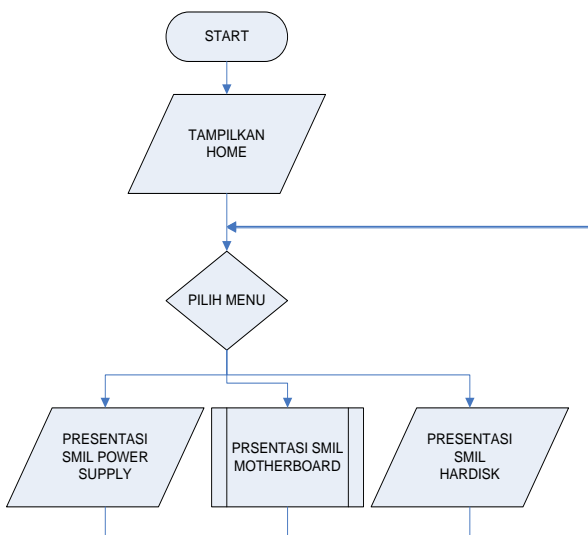 START
TAMPILKAN
HOME
PILIH MENU
PRESENTASI
SMIL POWER
SUPPLY
PRSENTASI SMIL
MOTHERBOARD
PRESENTASI
SMIL
HARDISK